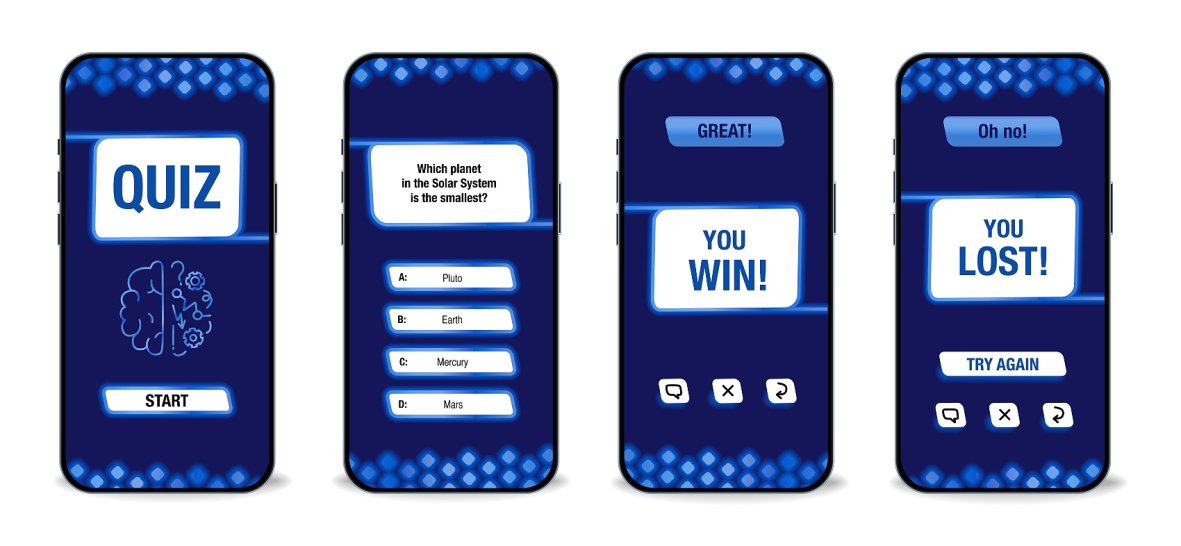 QUIZ
START
Which planet
in the Solar System
is the smallest?
A: Pluto
B: Earth
C: Mercury
D: Mars
GREAT!
YOU
WIN!
Oh no!
YOU
LOST!
TRY AGAIN